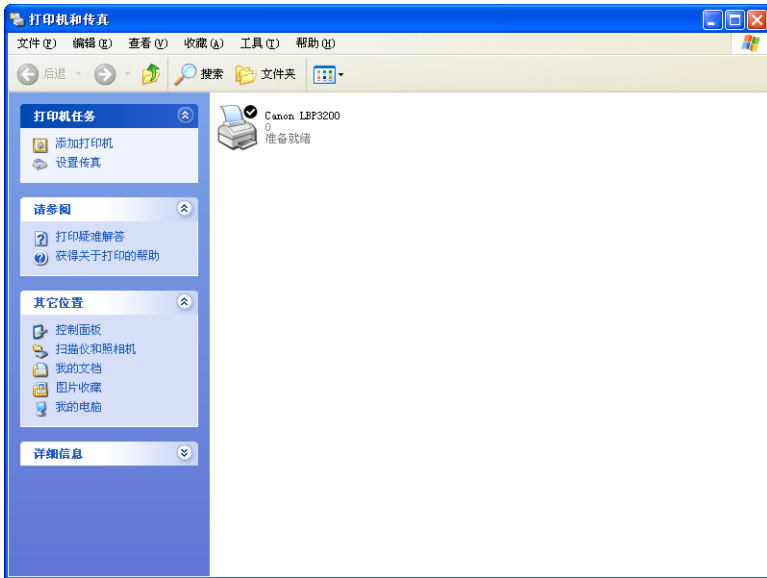 打印机和传真
文件(F) 编辑(E) 查看(V) 收藏(A) 工具(T) 帮助(H)
后退 搜索 文件夹
打印机任务
添加打印机
设置传真
请参阅
打印疑难解答
获得关于打印的帮助
其它位置
控制面板
扫描仪和照相机
我的文档
图片收藏
我的电脑
详细信息
Canon LBP3200
0
准备就绪